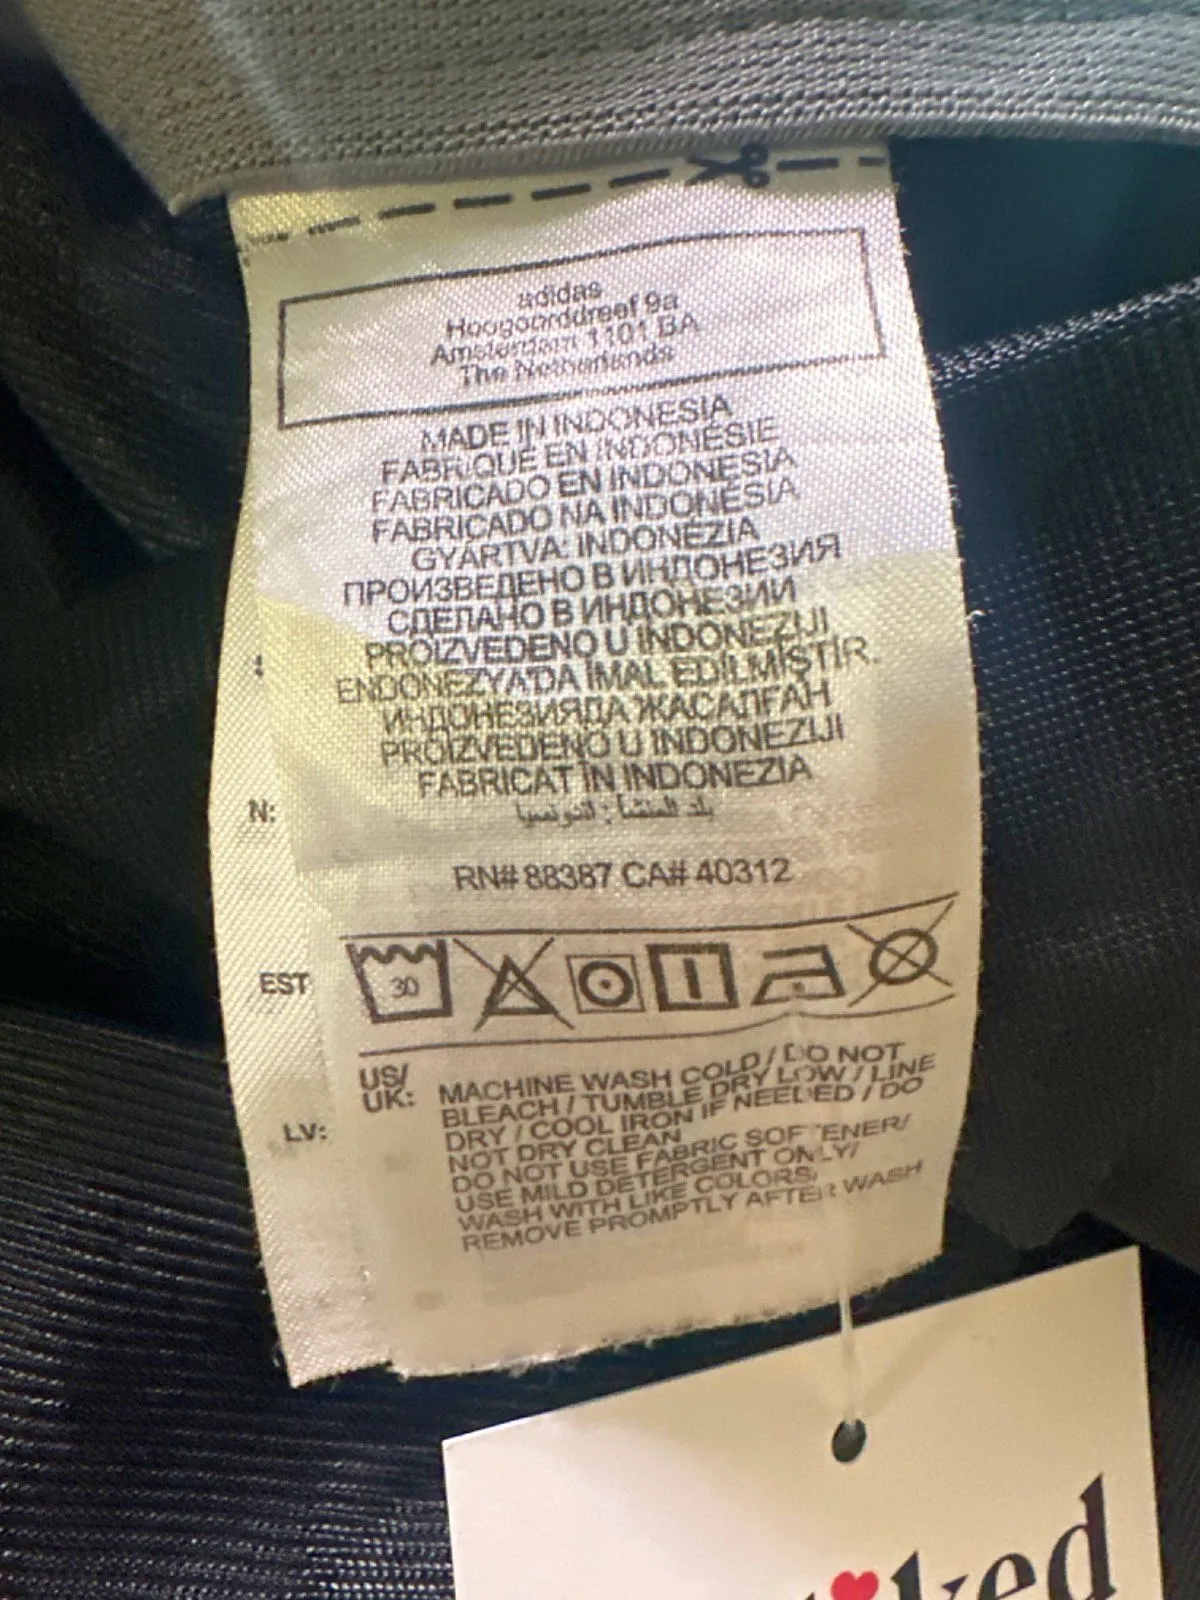 adidas
Hoogoorddreef 9a
Amsterdam 1101 BA
The Netherlands
MADE IN INDONESIA
FABRIQUÉ EN INDONÉSIE
FABRICADO EN INDONESIA
FABRICADO NA INDONÉSIA
GYÁRTVA: INDONÉZIA
ПРОИЗВЕДЕНО В ИНДОНЕЗИЯ
СДЕЛАНО В ИНДОНЕЗИИ
PROIZVEDENO U INDONEZIJI
ENDONEZYA'DA İMAL EDİLMİŞTİR.
ИНДОНЕЗИЯДА ЖАСАЛҒАН
PROIZVEDENO U INDONEZIJI
FABRICAT ÎN INDONEZIA
بلد المنشأ: اندونسيا
RN# 88387 CA# 40312
30
US/
UK:
MACHINE WASH COLD / DO NOT
BLEACH / TUMBLE DRY LOW / LINE
DRY / COOL IRON IF NEEDED / DO
NOT DRY CLEAN
DO NOT USE FABRIC SOFTENER/
USE MILD DETERGENT ONLY/
WASH WITH LIKE COLORS/
REMOVE PROMPTLY AFTER WASH
N:
EST
LV:
ked